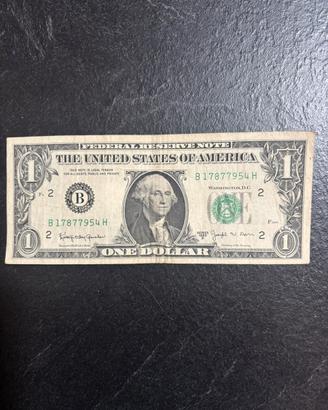 FEDERAL RESERVE NOTE
THE UNITED STATES OF AMERICA
1 1
THIS NOTE IS LEGAL TENDER
FOR ALL DEBTS, PUBLIC AND PRIVATE
B 17877954 H
WASHINGTON, D.C.
2 2
B
B 17877954 H
2 2
1 ONE DOLLAR 1